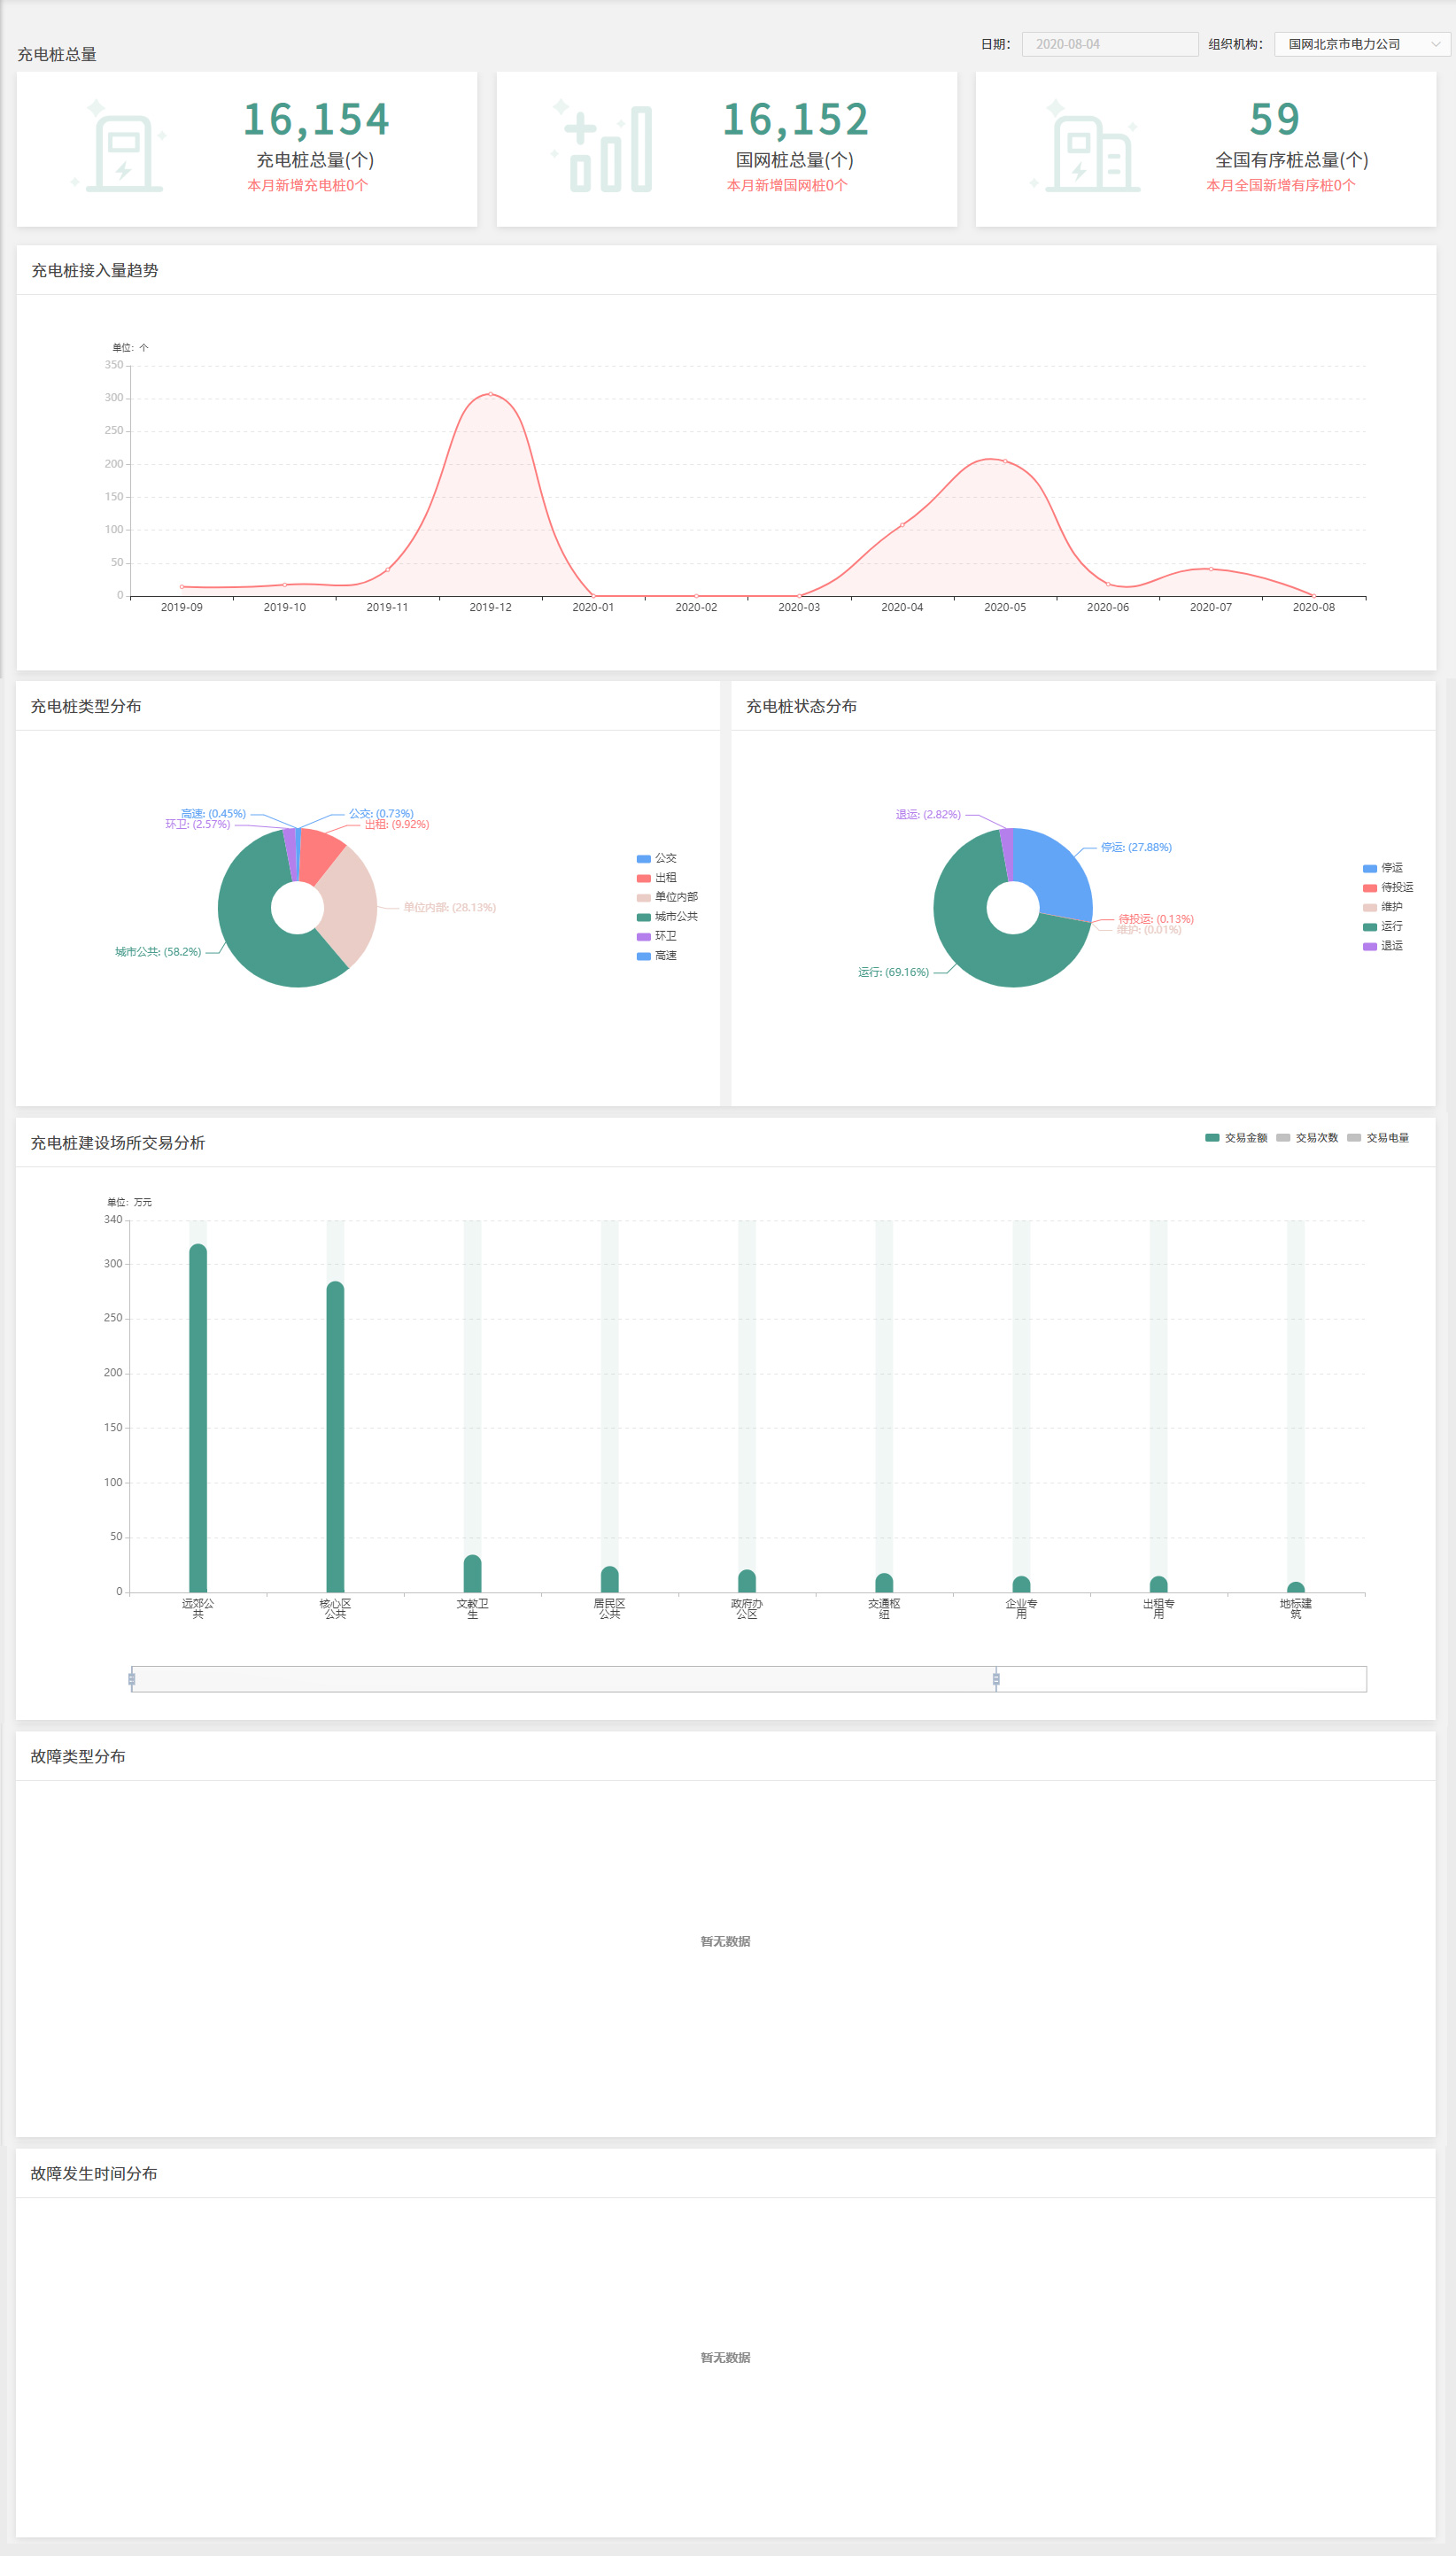 充电桩总量
日期：
2020-08-04
组织机构：
国网北京市电力公司
16,154
充电桩总量(个)
本月新增充电桩0个
16,152
国网桩总量(个)
本月新增国网桩0个
59
全国有序桩总量(个)
本月全国新增有序桩0个
充电桩接入量趋势
单位：个
350
300
250
200
150
100
50
0
2019-09
2019-10
2019-11
2019-12
2020-01
2020-02
2020-03
2020-04
2020-05
2020-06
2020-07
2020-08
充电桩类型分布
高速: (0.45%)
公交: (0.73%)
环卫: (2.57%)
出租: (9.92%)
单位内部: (28.13%)
城市公共: (58.2%)
公交
出租
单位内部
城市公共
环卫
高速
充电桩状态分布
退运: (2.82%)
停运: (27.88%)
待投运: (0.13%)
维护: (0.01%)
运行: (69.16%)
停运
待投运
维护
运行
退运
充电桩建设场所交易分析
交易金额
交易次数
交易电量
单位：万元
340
300
250
200
150
100
50
0
远郊公
共
核心区
公共
文教卫
生
居民区
公共
政府办
公区
交通枢
纽
企业专
用
出租专
用
地标建
筑
故障类型分布
暂无数据
故障发生时间分布
暂无数据